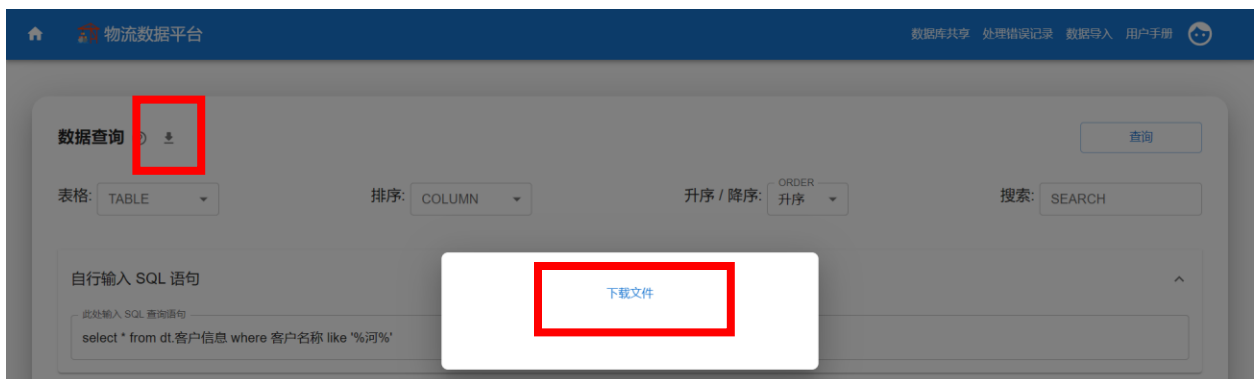 物流数据平台 数据库共享 处理错误记录 数据导入 用户手册
数据查询 查询
表格: TABLE 排序: COLUMN 升序 / 降序: ORDER 升序 搜索: SEARCH
自行输入 SQL 语句
下载文件
此处输入 SQL 查询语句
select * from dt.客户信息 where 客户名称 like '%河%'